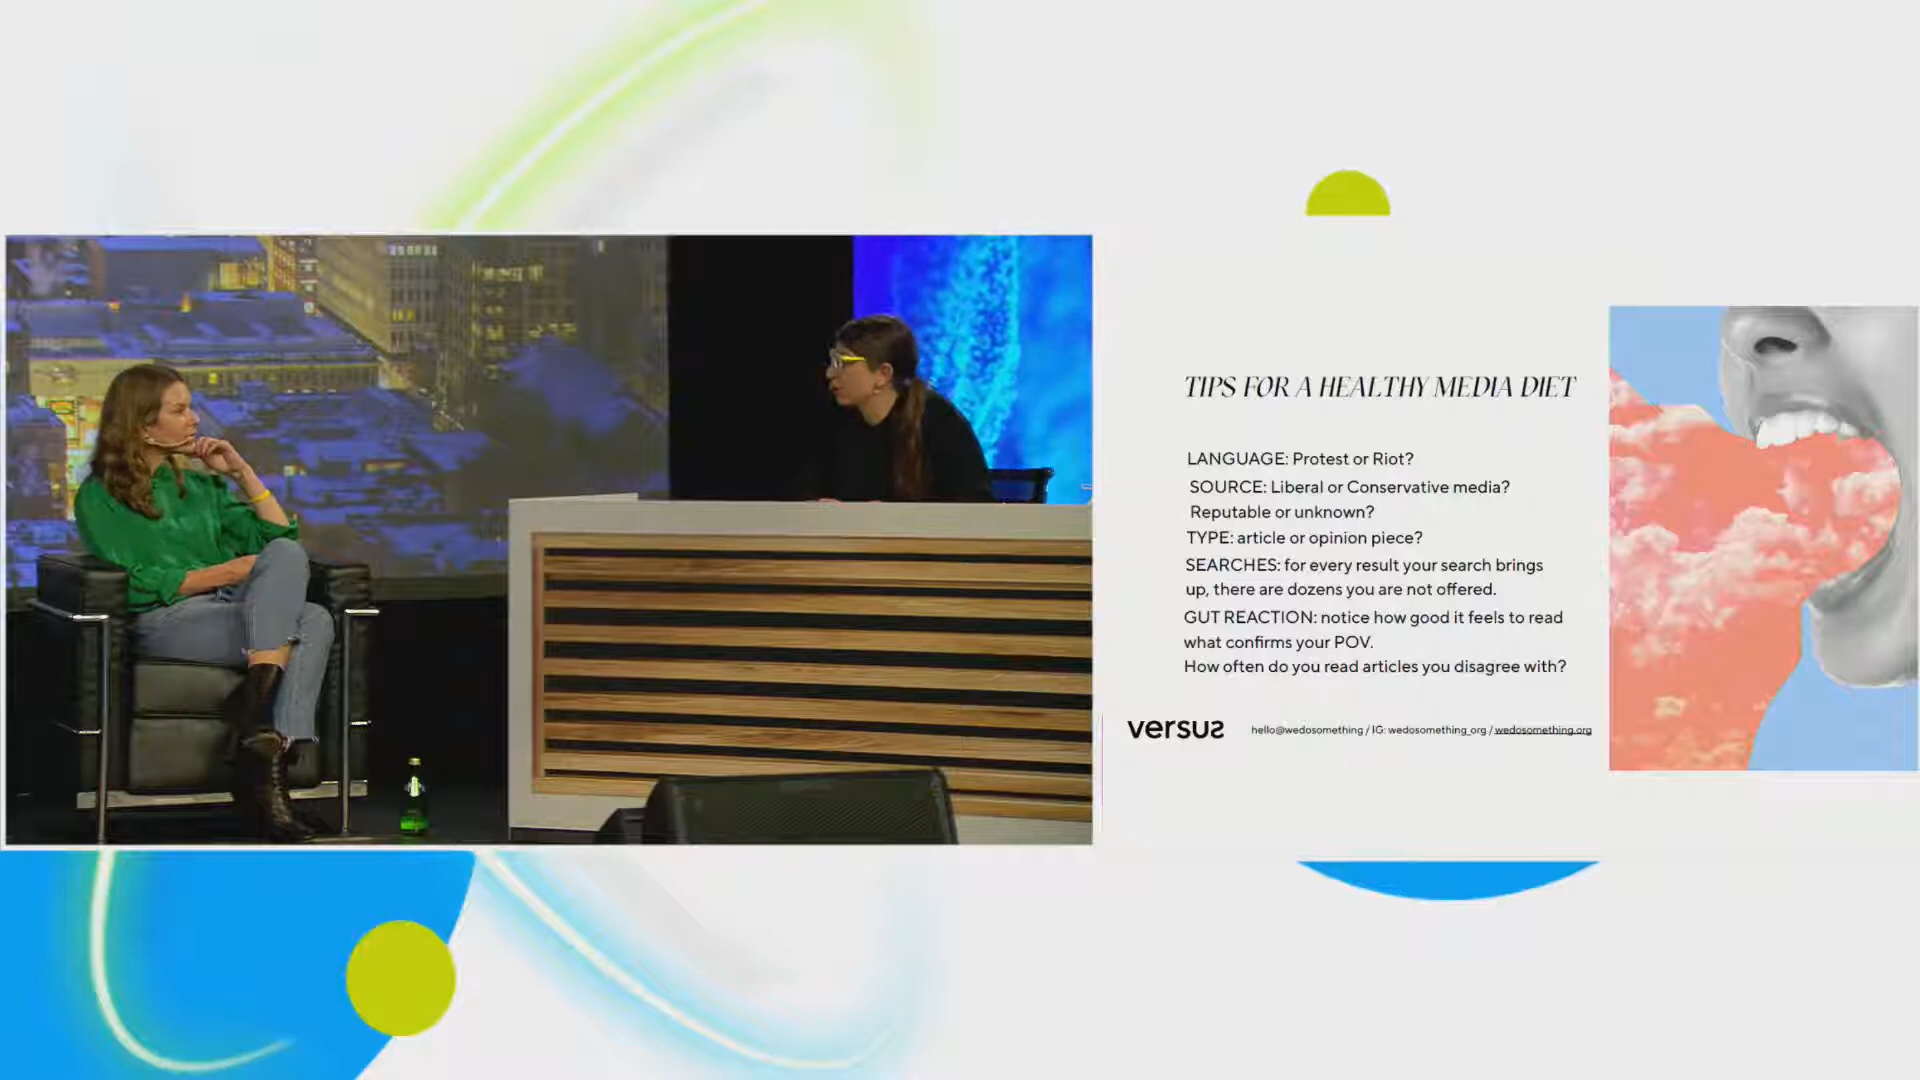 TIPS FOR A HEALTHY MEDIA DIET
LANGUAGE: Protest or Riot?
SOURCE: Liberal or Conservative media?
Reputable or unknown?
TYPE: article or opinion piece?
SEARCHES: for every result your search brings
up, there are dozens you are not offered.
GUT REACTION: notice how good it feels to read
what confirms your POV.
How often do you read articles you disagree with?
versus hello@wedosomething / IG: wedosomething_org / wedosomething.org